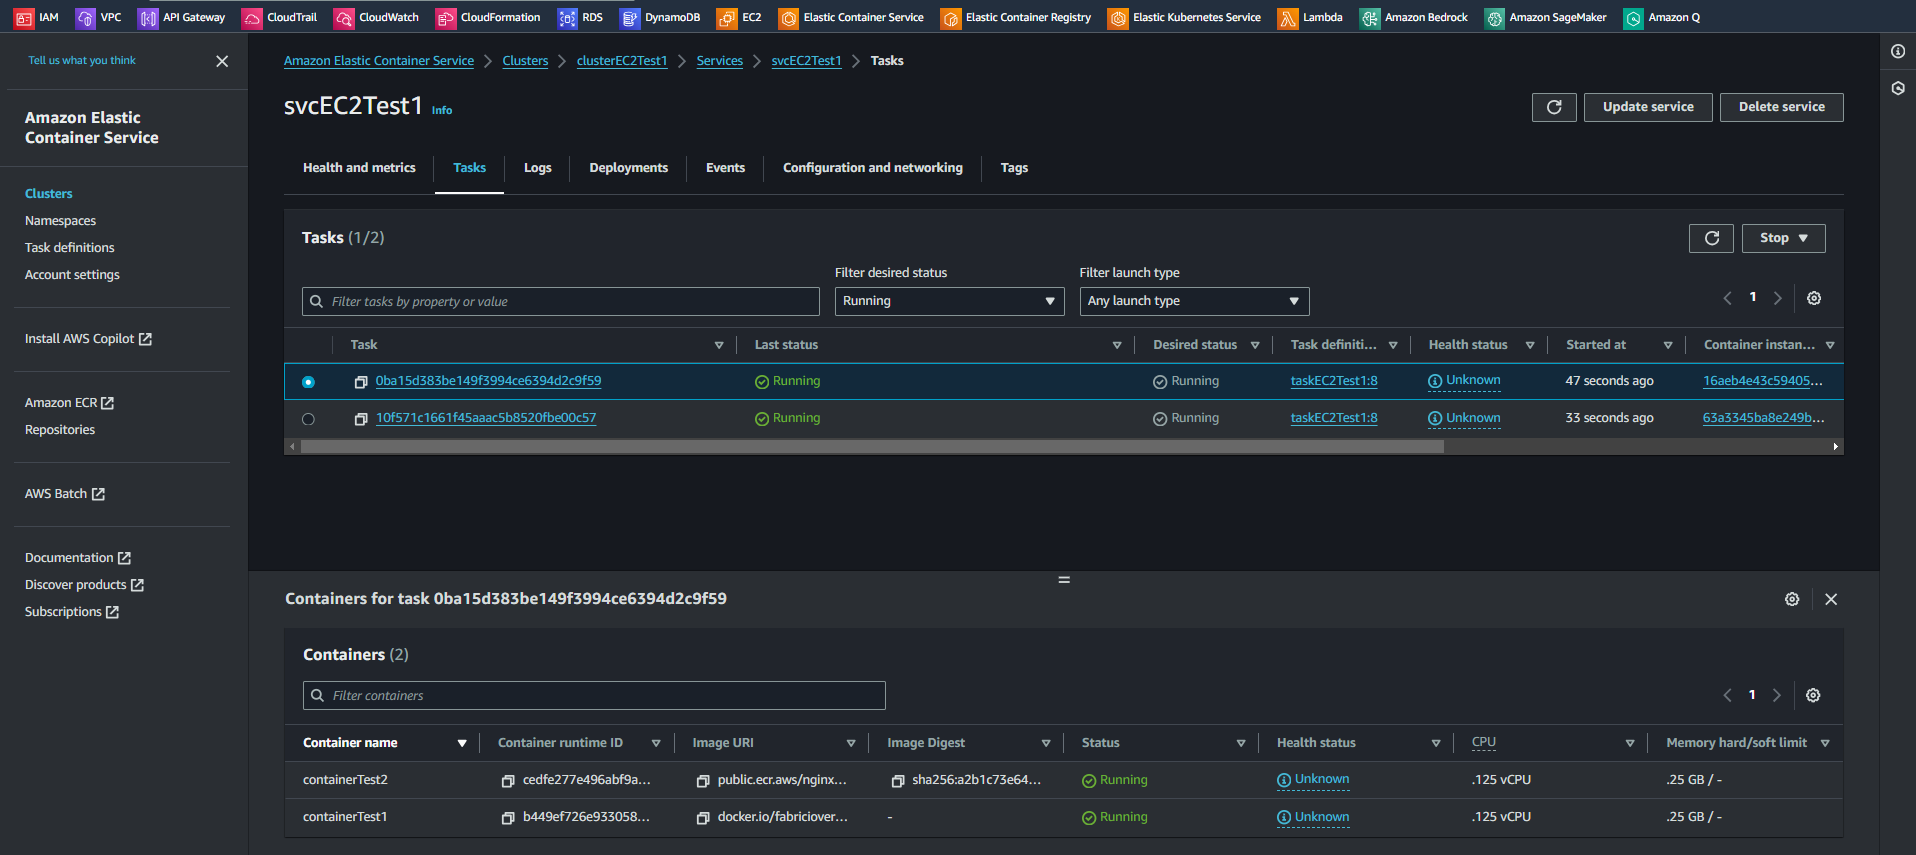 IAM VPC API Gateway CloudTrail CloudWatch CloudFormation RDS DynamoDB EC2 Elastic Container Service Elastic Container Registry Elastic Kubernetes Service Lambda Amazon Bedrock Amazon SageMaker Amazon Q
Tell us what you think
Amazon Elastic Container Service Clusters clusterEC2Test1 Services svcEC2Test1 Tasks
svcEC2Test1 Info
Update service Delete service
Amazon Elastic
Container Service
Clusters
Namespaces
Task definitions
Account settings
Install AWS Copilot
Amazon ECR
Repositories
AWS Batch
Documentation
Discover products
Subscriptions
Health and metrics Tasks Logs Deployments Events Configuration and networking Tags
Tasks (1/2)
Stop
Filter desired status Filter launch type
Filter tasks by property or value Running Any launch type 1
Task Last status Desired status Task definiti... Health status Started at Container instan...
0ba15d383be149f3994ce6394d2c9f59 Running Running taskEC2Test1:8 Unknown 47 seconds ago 16aeb4e43c59405...
10f571c1661f45aaac5b8520fbe00c57 Running Running taskEC2Test1:8 Unknown 33 seconds ago 63a3345ba8e249b...
Containers for task 0ba15d383be149f3994ce6394d2c9f59
Containers (2)
Filter containers 1
Container name Container runtime ID Image URI Image Digest Status Health status CPU Memory hard/soft limit
containerTest2 cedfe277e496abf9a... public.ecr.aws/nginx... sha256:a2b1c73e64... Running Unknown .125 vCPU .25 GB / -
containerTest1 b449ef726e933058... docker.io/fabriciover... - Running Unknown .125 vCPU .25 GB / -